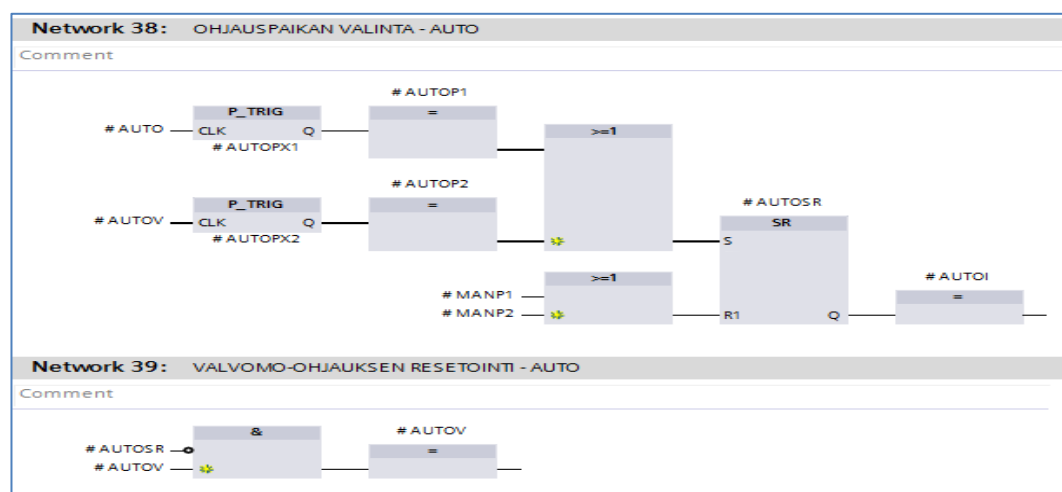 Network 38: OHJAUSPAIKAN VALINTA - AUTO
Comment
#AUTOP1
P_TRIG =
#AUTO CLK Q >=1
#AUTOPX1
#AUTOP2
P_TRIG = #AUTOSR
#AUTOV CLK Q SR
#AUTOPX2
S
>=1 #AUTOI
#MANP1 =
#MANP2 R1 Q
Network 39: VALVOMO-OHJAUKSEN RESETOINTI - AUTO
Comment
& #AUTOV
#AUTOSR =
#AUTOV